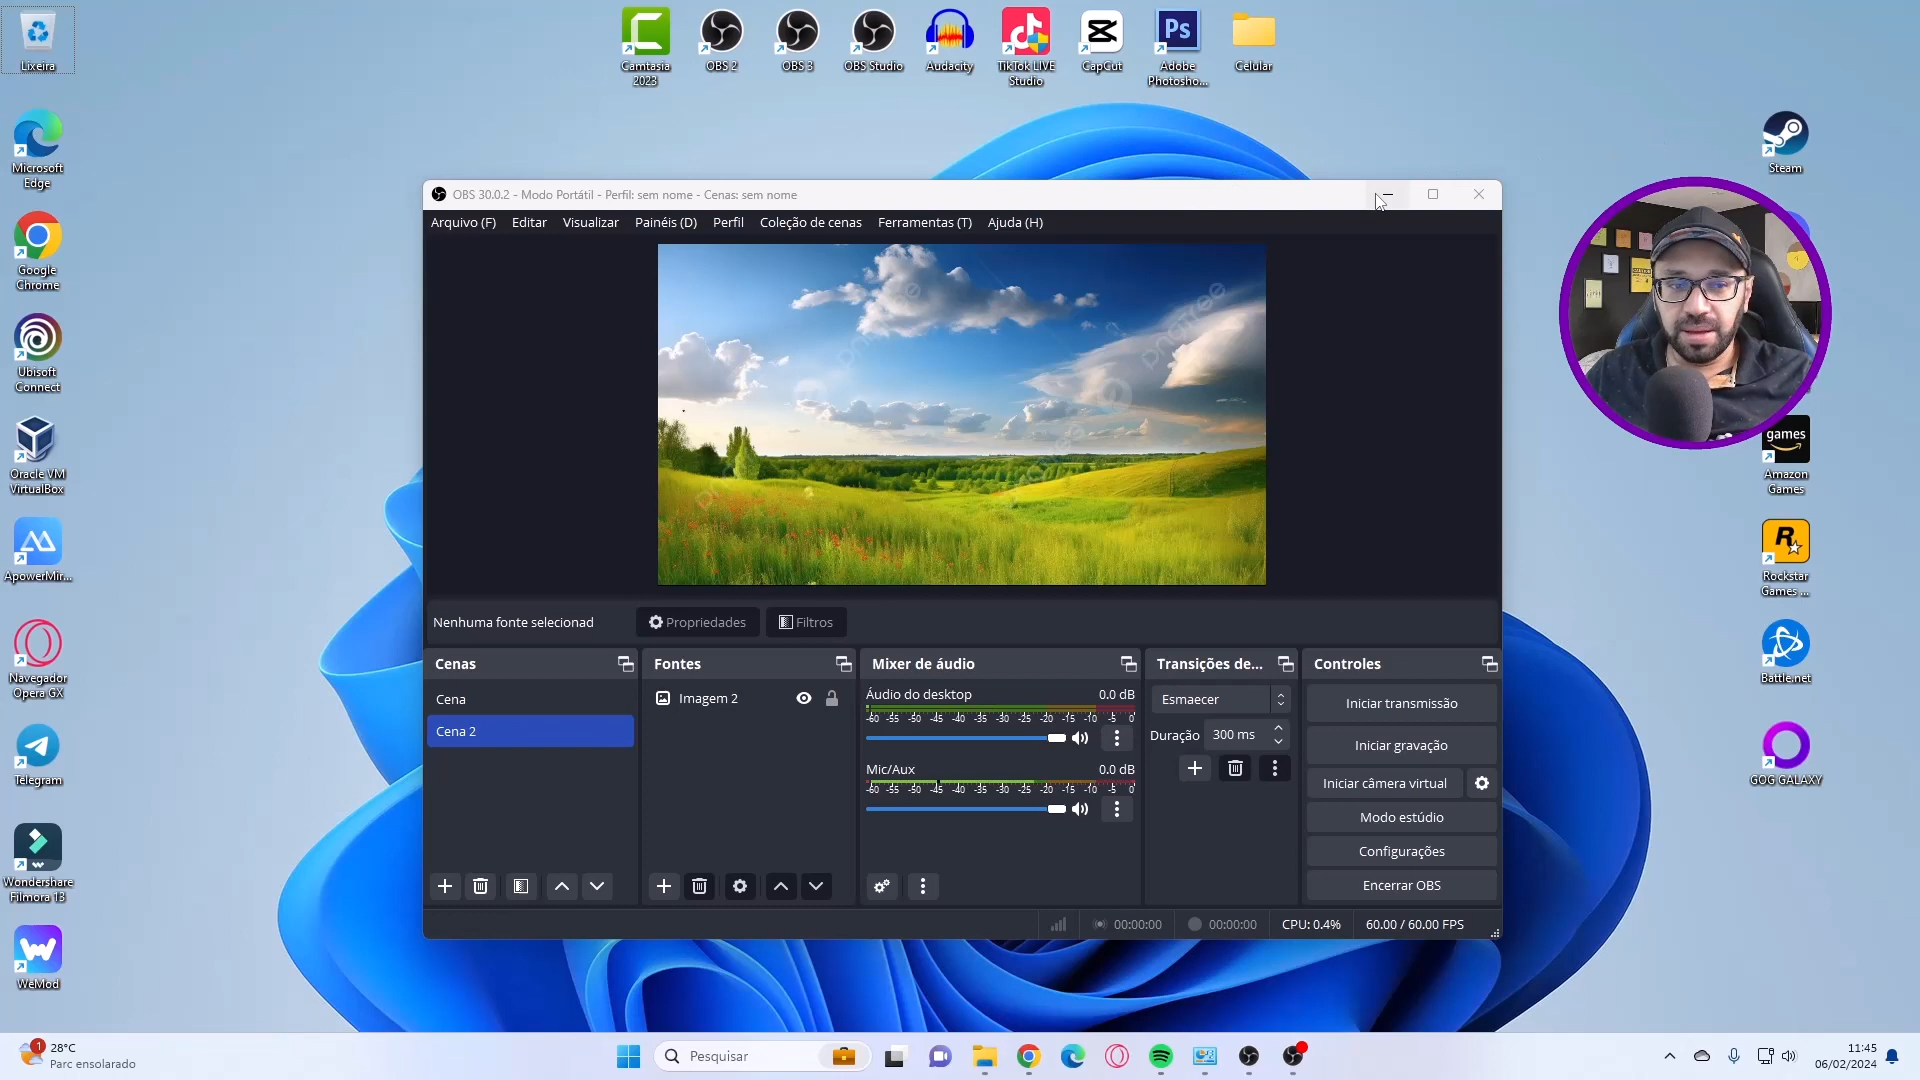 Lixeira
Camtasia
2023
OBS 2
OBS 3
OBS Studio
Audacity
TikTok LIVE
Studio
CapCut
Ps
Adobe
Photosho...
Celular
Microsoft
Edge
Google
Chrome
Ubisoft
Connect
Oracle VM
VirtualBox
ApowerMir...
Navegador
Opera GX
Telegram
Wondershare
Filmora 13
WeMod
Steam
games
Amazon
Games
R
Rockstar
Games ...
Battle.net
GOG GALAXY
OBS 30.0.2 - Modo Portátil - Perfil: sem nome - Cenas: sem nome
Arquivo (F) Editar Visualizar Painéis (D) Perfil Coleção de cenas Ferramentas (T) Ajuda (H)
Nenhuma fonte selecionad
Propriedades
Filtros
Cenas
Cena
Cena 2
Fontes
Imagem 2
Mixer de áudio
Áudio do desktop 0.0 dB
-60 -55 -50 -45 -40 -35 -30 -25 -20 -15 -10 -5 0
Mic/Aux 0.0 dB
-60 -55 -50 -45 -40 -35 -30 -25 -20 -15 -10 -5 0
Transições de...
Esmaecer
Duração 300 ms
Controles
Iniciar transmissão
Iniciar gravação
Iniciar câmera virtual
Modo estúdio
Configurações
Encerrar OBS
00:00:00
00:00:00
CPU: 0.4%
60.00 / 60.00 FPS
1
28°C
Parc ensolarado
Pesquisar
11:45
06/02/2024